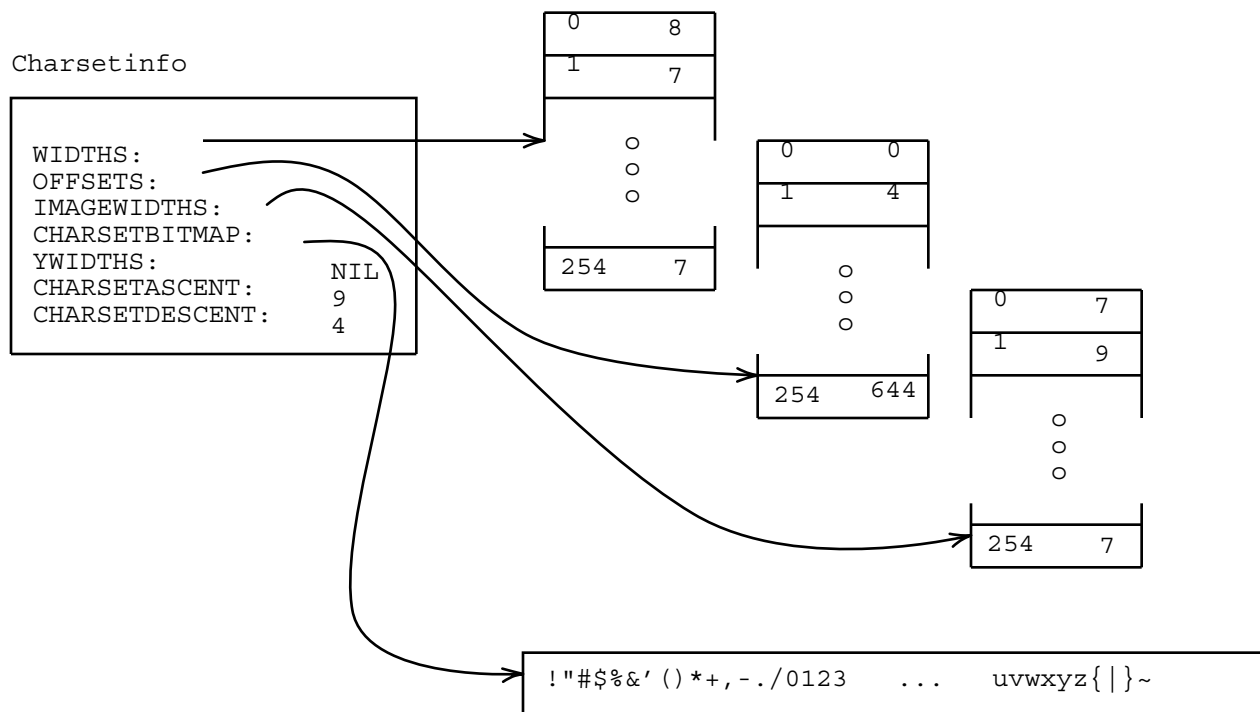 Charsetinfo
WIDTHS:
OFFSETS:
IMAGEWIDTHS:
CHARSETBITMAP:
YWIDTHS: NIL
CHARSETASCENT: 9
CHARSETDESCENT: 4
0 8
1 7
o
o
o
254 7
0 0
1 4
o
o
o
254 644
0 7
1 9
o
o
o
254 7
!"#$%&'()*+,-./0123 ... uvwxyz{|}~